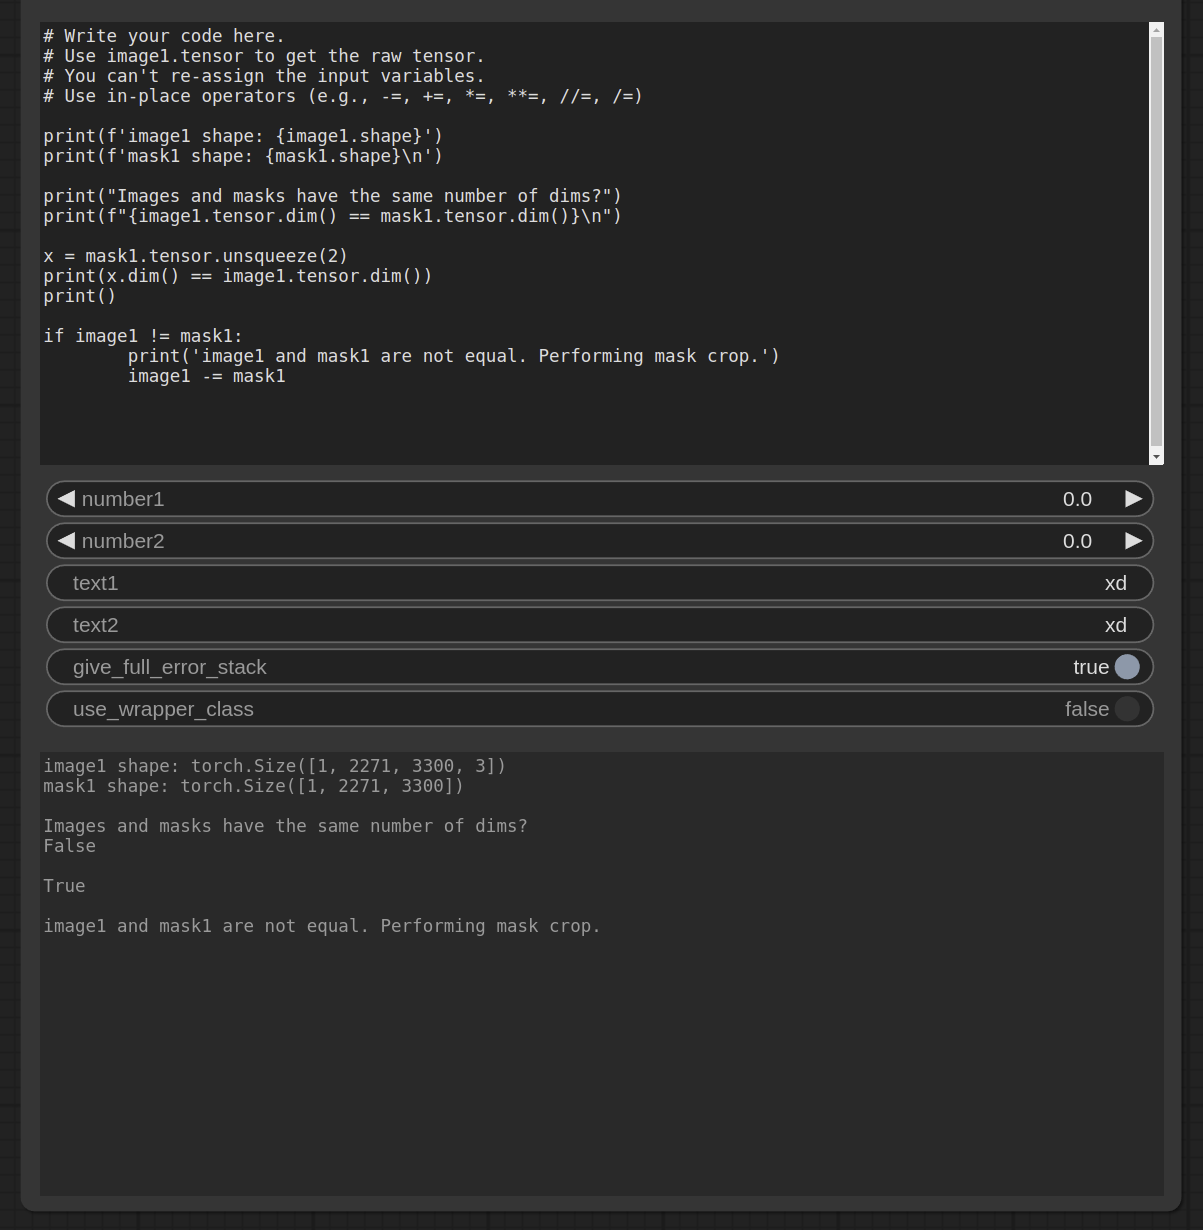 # Write your code here.
# Use image1.tensor to get the raw tensor.
# You can't re-assign the input variables.
# Use in-place operators (e.g., -=, +=, *=, **=, //=, /=)
print(f'image1 shape: {image1.shape}')
print(f'mask1 shape: {mask1.shape}\n')
print("Images and masks have the same number of dims?")
print(f"{image1.tensor.dim() == mask1.tensor.dim()}\n")
x = mask1.tensor.unsqueeze(2)
print(x.dim() == image1.tensor.dim())
print()
if image1 != mask1:
        print('image1 and mask1 are not equal. Performing mask crop.')
        image1 -= mask1
number1 0.0
number2 0.0
text1 xd
text2 xd
give_full_error_stack true
use_wrapper_class false
image1 shape: torch.Size([1, 2271, 3300, 3])
mask1 shape: torch.Size([1, 2271, 3300])
Images and masks have the same number of dims?
False
True
image1 and mask1 are not equal. Performing mask crop.